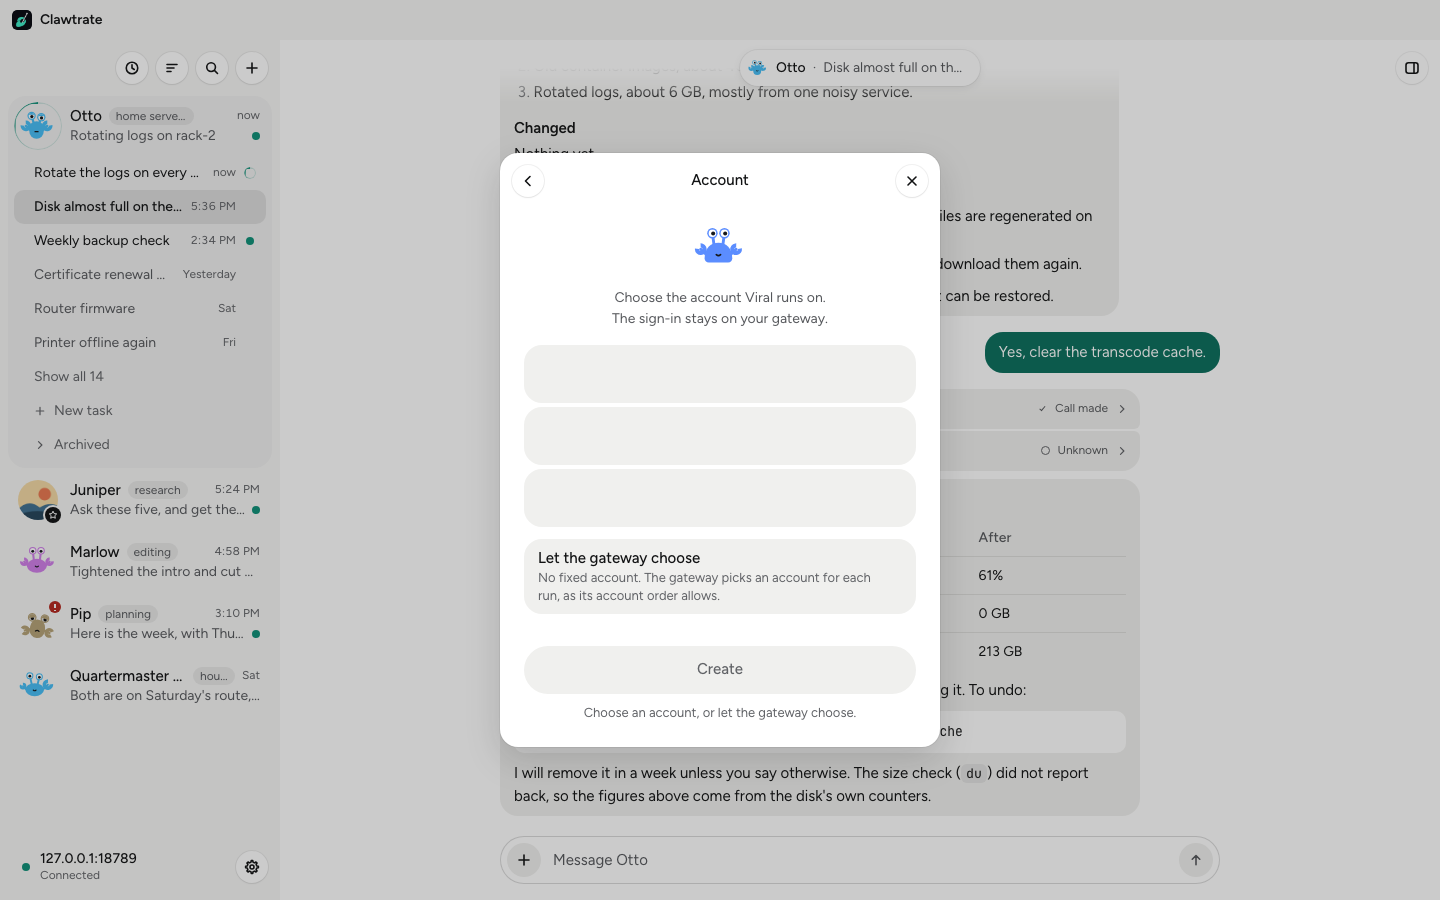 Clawtrate
Otto
home serve...
now
Rotating logs on rack-2
Rotate the logs on every ...
now
Disk almost full on the...
5:36 PM
Weekly backup check
2:34 PM
Certificate renewal ...
Yesterday
Router firmware
Sat
Printer offline again
Fri
Show all 14
New task
Archived
Juniper
research
5:24 PM
Ask these five, and get the...
Marlow
editing
4:58 PM
Tightened the intro and cut ...
Pip
planning
3:10 PM
Here is the week, with Thu...
Quartermaster ...
hou...
Sat
Both are on Saturday's route,...
127.0.0.1:18789
Connected
Otto · Disk almost full on th...
3. Rotated logs, about 6 GB, mostly from one noisy service.
Changed
Nothing yet
iles are regenerated on
download them again.
can be restored.
Yes, clear the transcode cache.
Call made
Unknown
After
61%
0 GB
213 GB
g it. To undo:
che
I will remove it in a week unless you say otherwise. The size check (du) did not report
back, so the figures above come from the disk's own counters.
Message Otto
Account
Choose the account Viral runs on.
The sign-in stays on your gateway.
Let the gateway choose
No fixed account. The gateway picks an account for each
run, as its account order allows.
Create
Choose an account, or let the gateway choose.